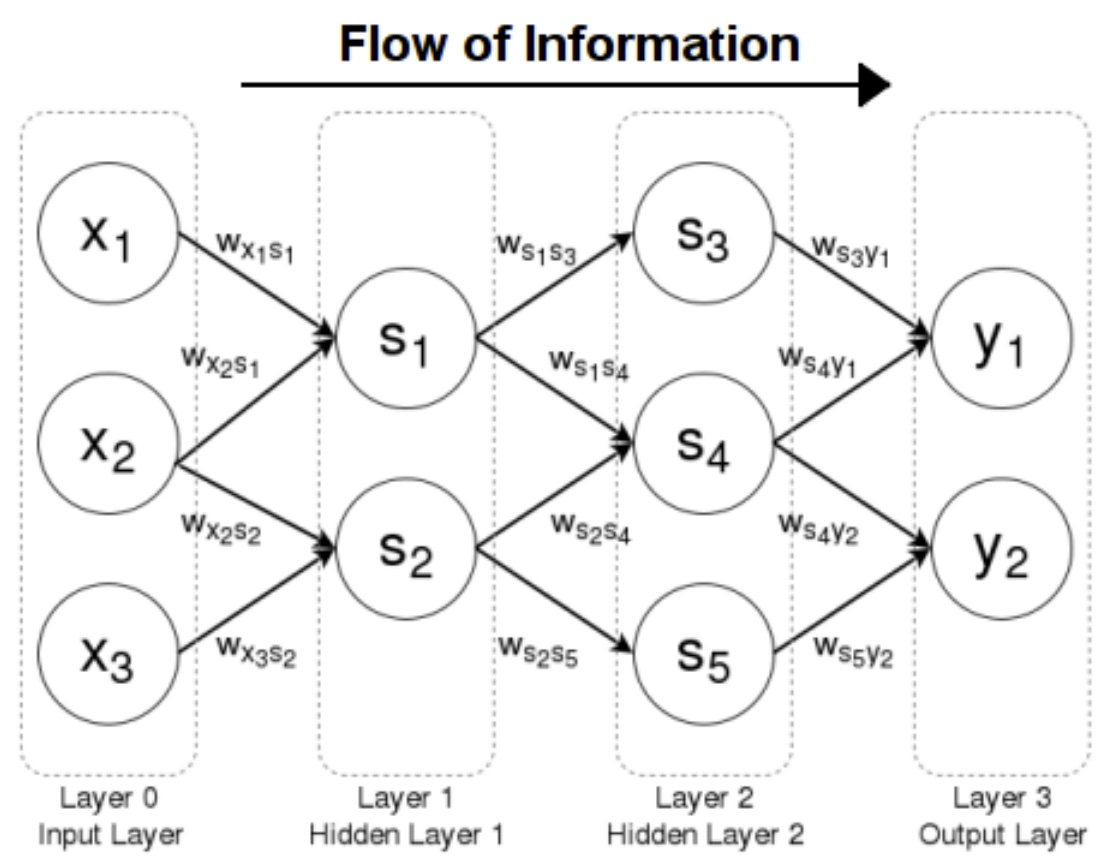 Flow of Information
x1
x2
x3
wx1s1
wx2s1
wx2s2
wx3s2
s1
s2
ws1s3
ws1s4
ws2s4
ws2s5
s3
s4
s5
ws3y1
ws4y1
ws4y2
ws5y2
y1
y2
Layer 0
Input Layer
Layer 1
Hidden Layer 1
Layer 2
Hidden Layer 2
Layer 3
Output Layer